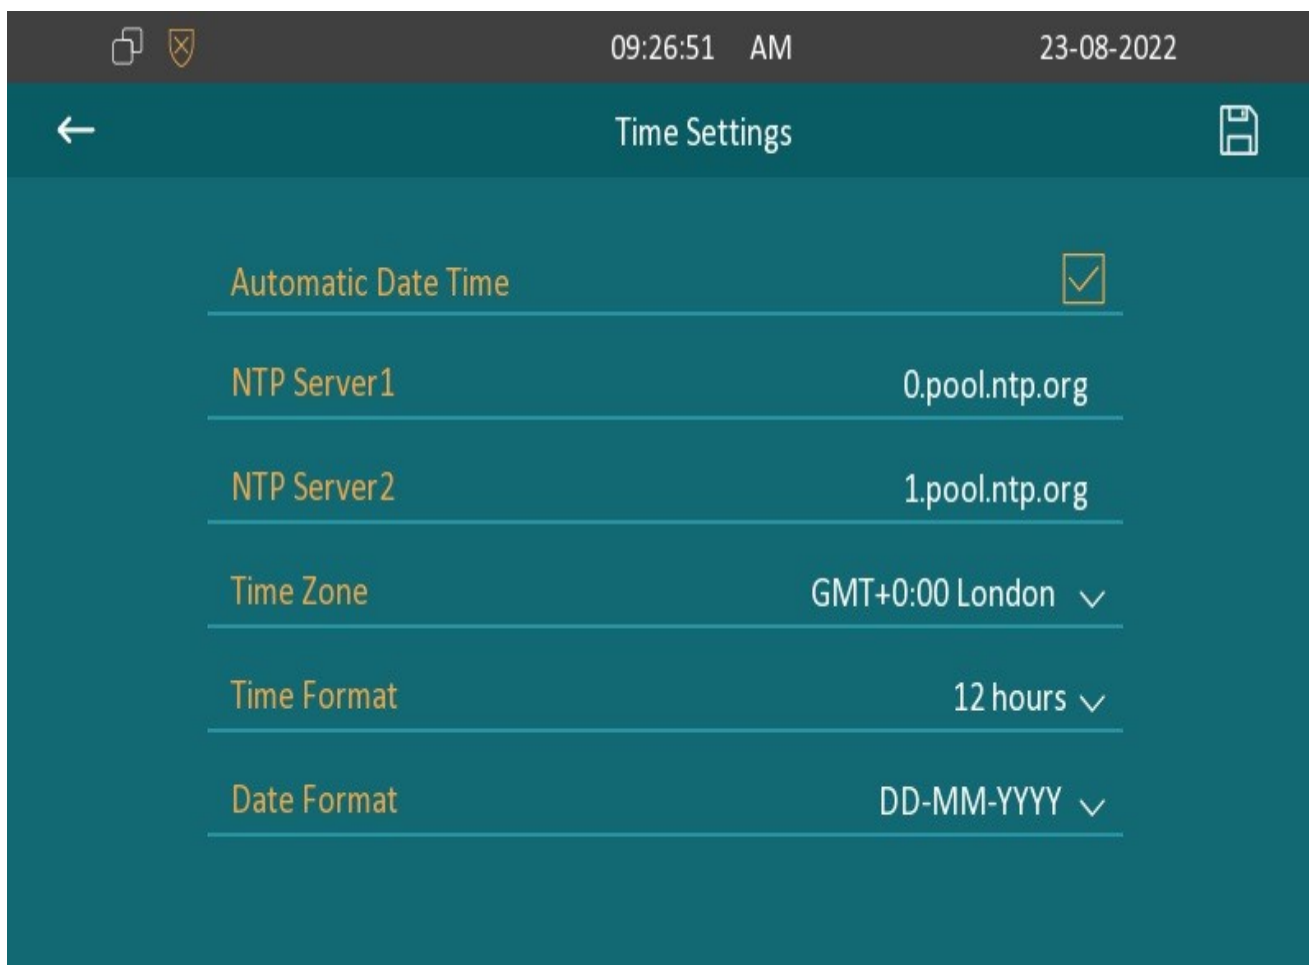 09:26:51 AM 23-08-2022
Time Settings
Automatic Date Time
NTP Server1 0.pool.ntp.org
NTP Server2 1.pool.ntp.org
Time Zone GMT+0:00 London
Time Format 12 hours
Date Format DD-MM-YYYY